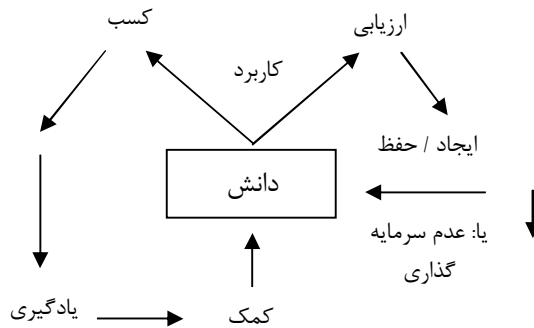 کسب
ارزیابی
کاربرد
ایجاد / حفظ
دانش
یا: عدم سرمایه
گذاری
یادگیری
کمک